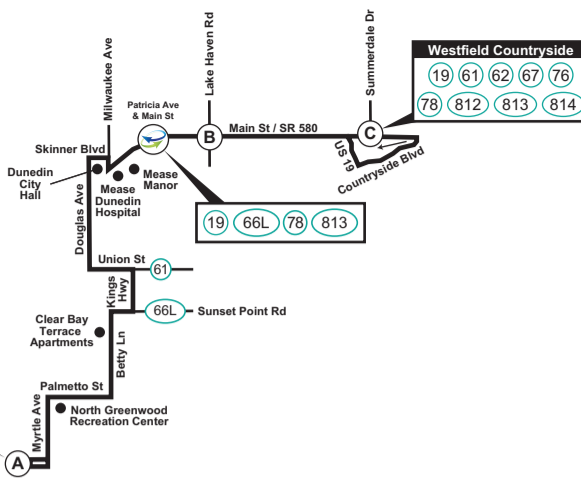 Milwaukee Ave
Lake Haven Rd
Summerdale Dr
Westfield Countryside
19 61 62 67 76
78 812 813 814
Patricia Ave
& Main St
B
Main St / SR 580
C
US 19
Countryside Blvd
Skinner Blvd
Dunedin
City
Hall
Mease
Manor
Mease
Dunedin
Hospital
Douglas Ave
19 66L 78 813
Union St
61
Kings
Hwy
66L
Sunset Point Rd
Clear Bay
Terrace
Apartments
Betty Ln
Palmetto St
Myrtle Ave
North Greenwood
Recreation Center
A